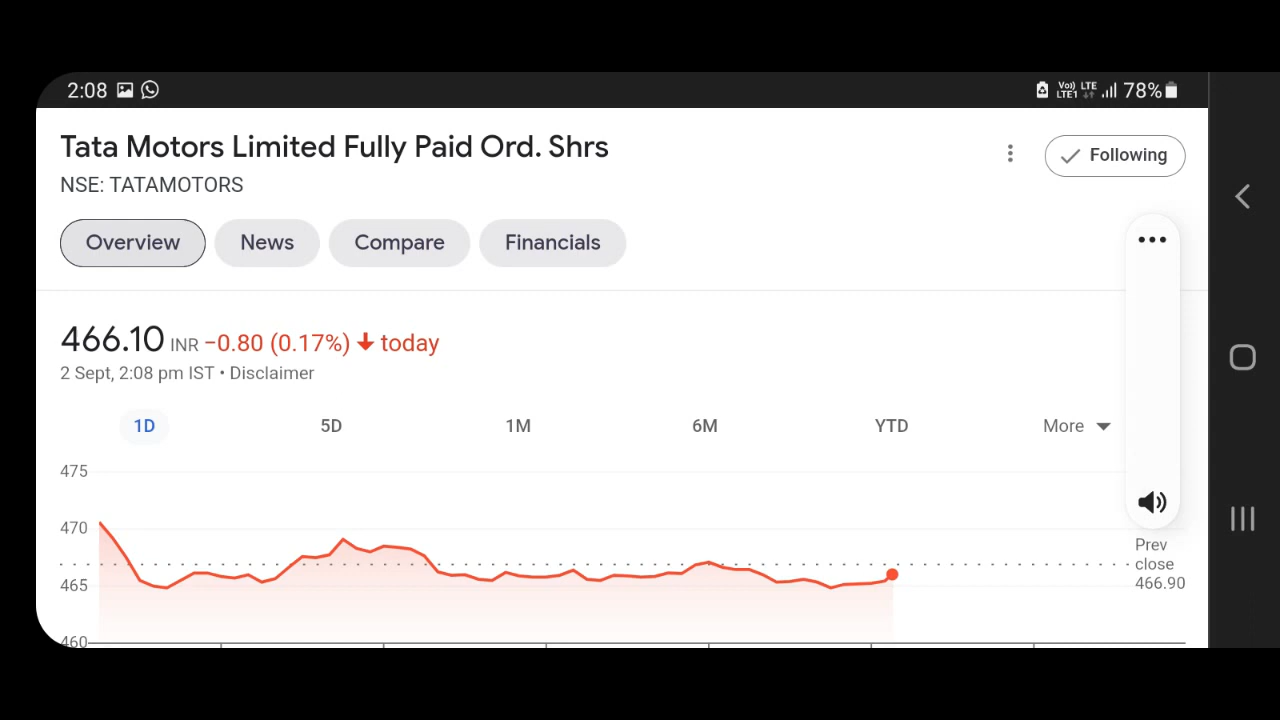 2:08 Vo)) LTE LTE1 78%
Tata Motors Limited Fully Paid Ord. Shrs
Following
NSE: TATAMOTORS
Overview News Compare Financials
466.10 INR −0.80 (0.17%) today
2 Sept, 2:08 pm IST • Disclaimer
1D 5D 1M 6M YTD More
475
470
Prev
close
466.90
465
460